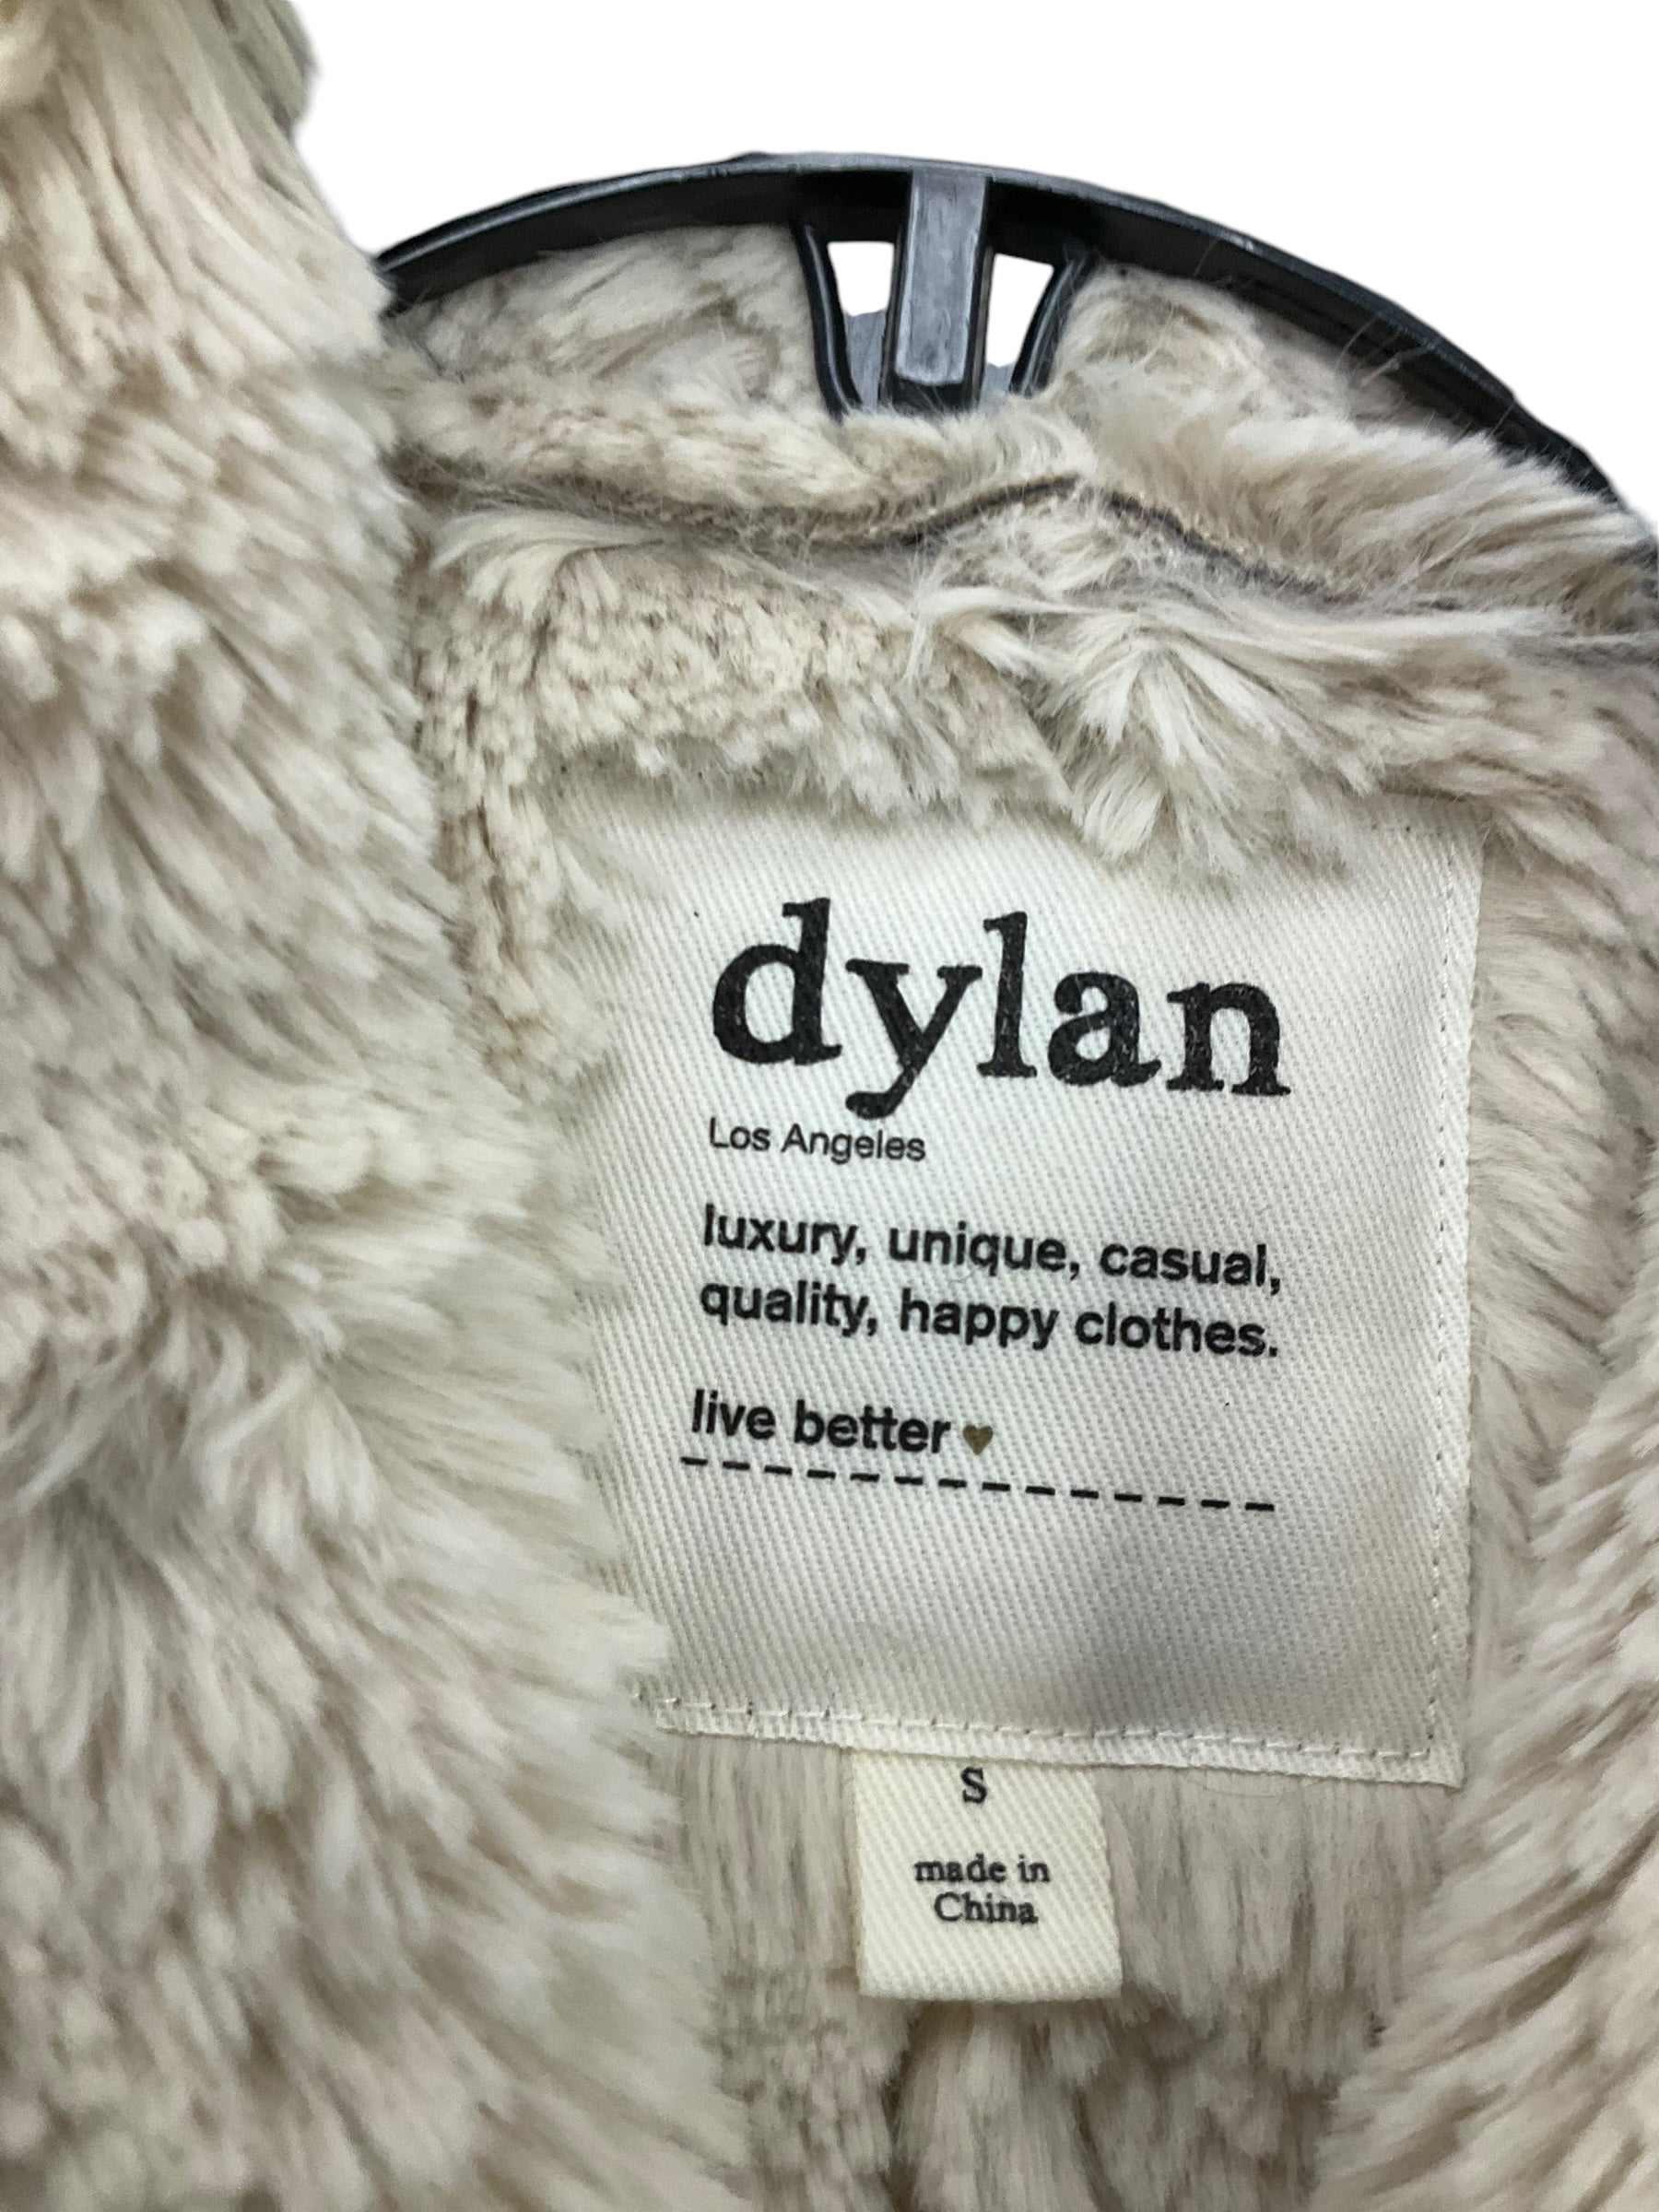 dylan
Los Angeles
luxury, unique, casual,
quality, happy clothes.
live better
S
made in
China